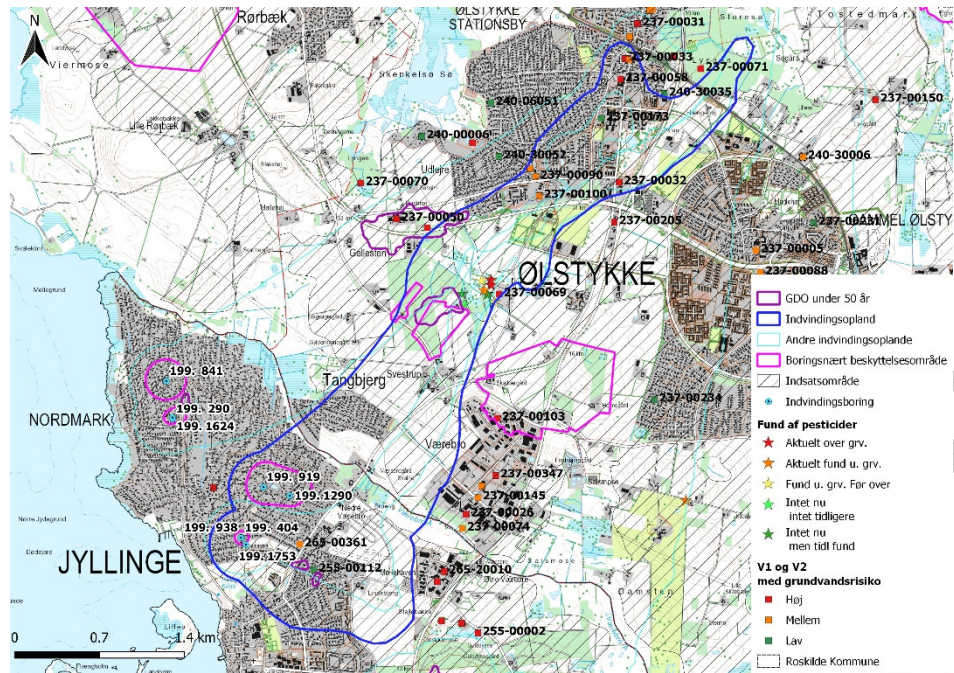 Rørbæk
ØLSTYKKE
STATIONSBY
237-00031
Storesø
Tostedmark
Viermose
Skenkelsø Sø
237-00033
237-00071
Søgård
237-00058
240-06051
240-30035
237-00150
N
Lille Rørbæk
240-00006
237-00173
Udlejre
240-30052
240-30006
237-00070
237-00090
237-00032
237-00100
237-00050
237-00205
237-00231
GAMMEL ØLSTY
Gellesten
237-00005
ØLSTYKKE
237-00088
237-00069
Svestrup
Tangbjerg
199. 841
199. 290
NORDMARK
199. 1624
237-00103
237-00234
Værebro
199. 919
237-00347
199.1290
237-00145
199. 938
199. 404
237-00026
265-00361
237-00074
199.1753
JYLLINGE
255-00112
265-20010
255-00002
0
0.7
1.4 km
GDO under 50 år
Indvindingsopland
Andre indvindingsoplande
Boringsnært beskyttelsesområde
Indsatsområde
Indvindingsboring
Fund af pesticider
Aktuelt over grv.
Aktuelt fund u. grv.
Fund u. grv. Før over
Intet nu
intet tidligere
Intet nu
men tidl fund
V1 og V2
med grundvandsrisiko
Høj
Mellem
Lav
Roskilde Kommune